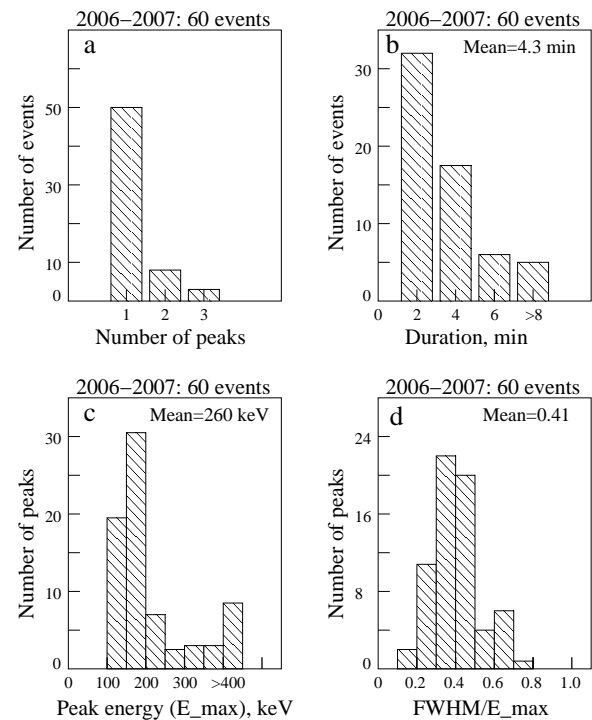 2006−2007: 60 events
a
Number of events
50
30
10
0
1 2 3
Number of peaks
2006−2007: 60 events
b
Mean=4.3 min
Number of events
30
20
10
0
0 2 4 6 >8
Duration, min
2006−2007: 60 events
c
Mean=260 keV
Number of peaks
30
20
10
0
0 100 200 300 >400
Peak energy (E_max), keV
2006−2007: 60 events
d
Mean=0.41
Number of peaks
24
16
8
0
0 0.2 0.4 0.6 0.8 1.0
FWHM/E_max